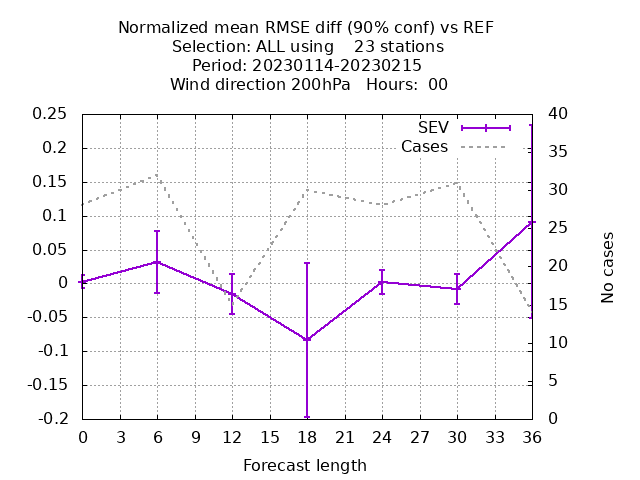 Normalized mean RMSE diff (90% conf) vs REF
Selection: ALL using    23 stations
Period: 20230114-20230215
Wind direction 200hPa   Hours:  00
0.25
0.2
0.15
0.1
0.05
0
-0.05
-0.1
-0.15
-0.2
40
35
30
25
20
15
10
5
0
SEV
Cases
No cases
0 3 6 9 12 15 18 21 24 27 30 33 36
Forecast length